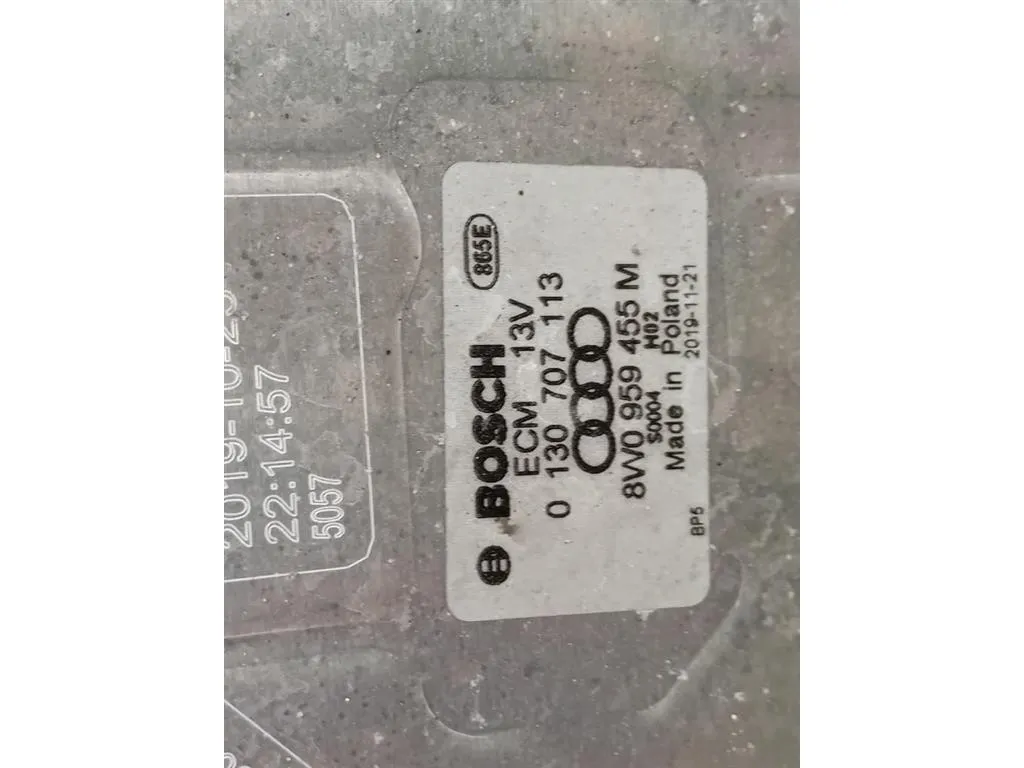 865E
BOSCH
ECM 13V
0 130 707 113
8W0 959 455 M
S0004 H02
Made in Poland
2019-11-21
BP5
22:14:57
5057